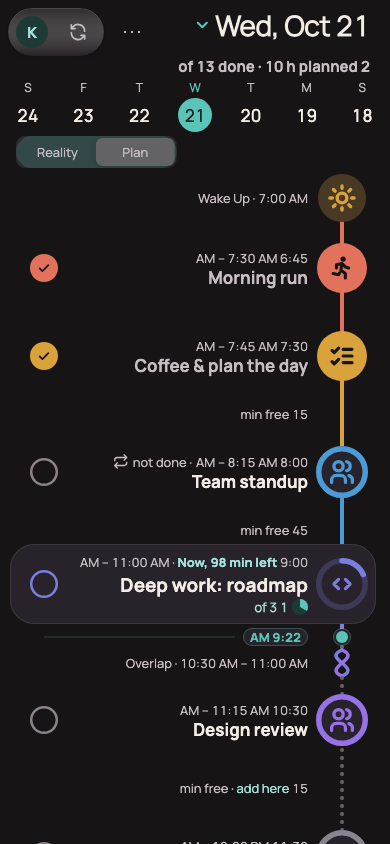 K
Wed, Oct 21
of 13 done · 10 h planned 2
S F T W T M S
24 23 22 21 20 19 18
Reality Plan
Wake Up · 7:00 AM
AM – 7:30 AM 6:45
Morning run
AM – 7:45 AM 7:30
Coffee & plan the day
min free 15
not done · AM – 8:15 AM 8:00
Team standup
min free 45
AM – 11:00 AM · Now, 98 min left 9:00
Deep work: roadmap
of 3 1
AM 9:22
Overlap · 10:30 AM – 11:00 AM
AM – 11:15 AM 10:30
Design review
min free · add here 15